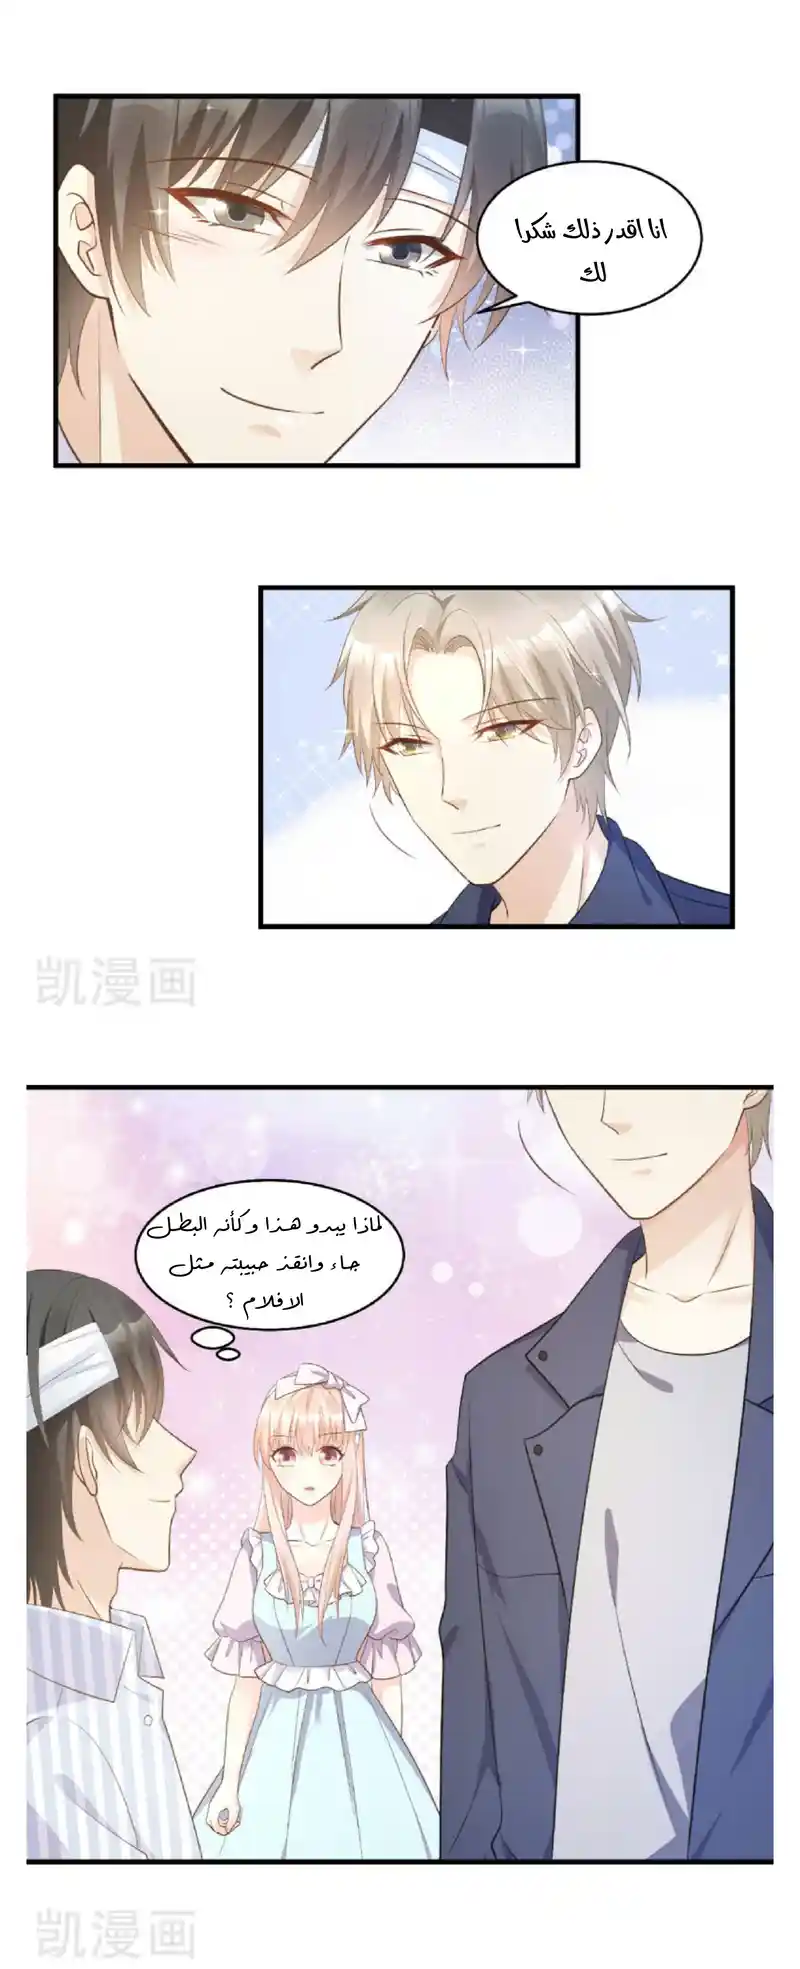 انا اقدر ذلك شكرا
لك
凯漫画
لماذا يبدو هذا وكأنه البطل
جاء وانقذ حبيبته مثل
الافلام ؟
凯漫画